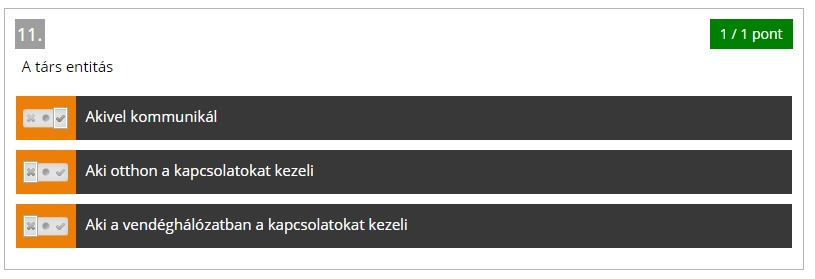 11.
1 / 1 pont
A társ entitás
Akivel kommunikál
Aki otthon a kapcsolatokat kezeli
Aki a vendéghálózatban a kapcsolatokat kezeli